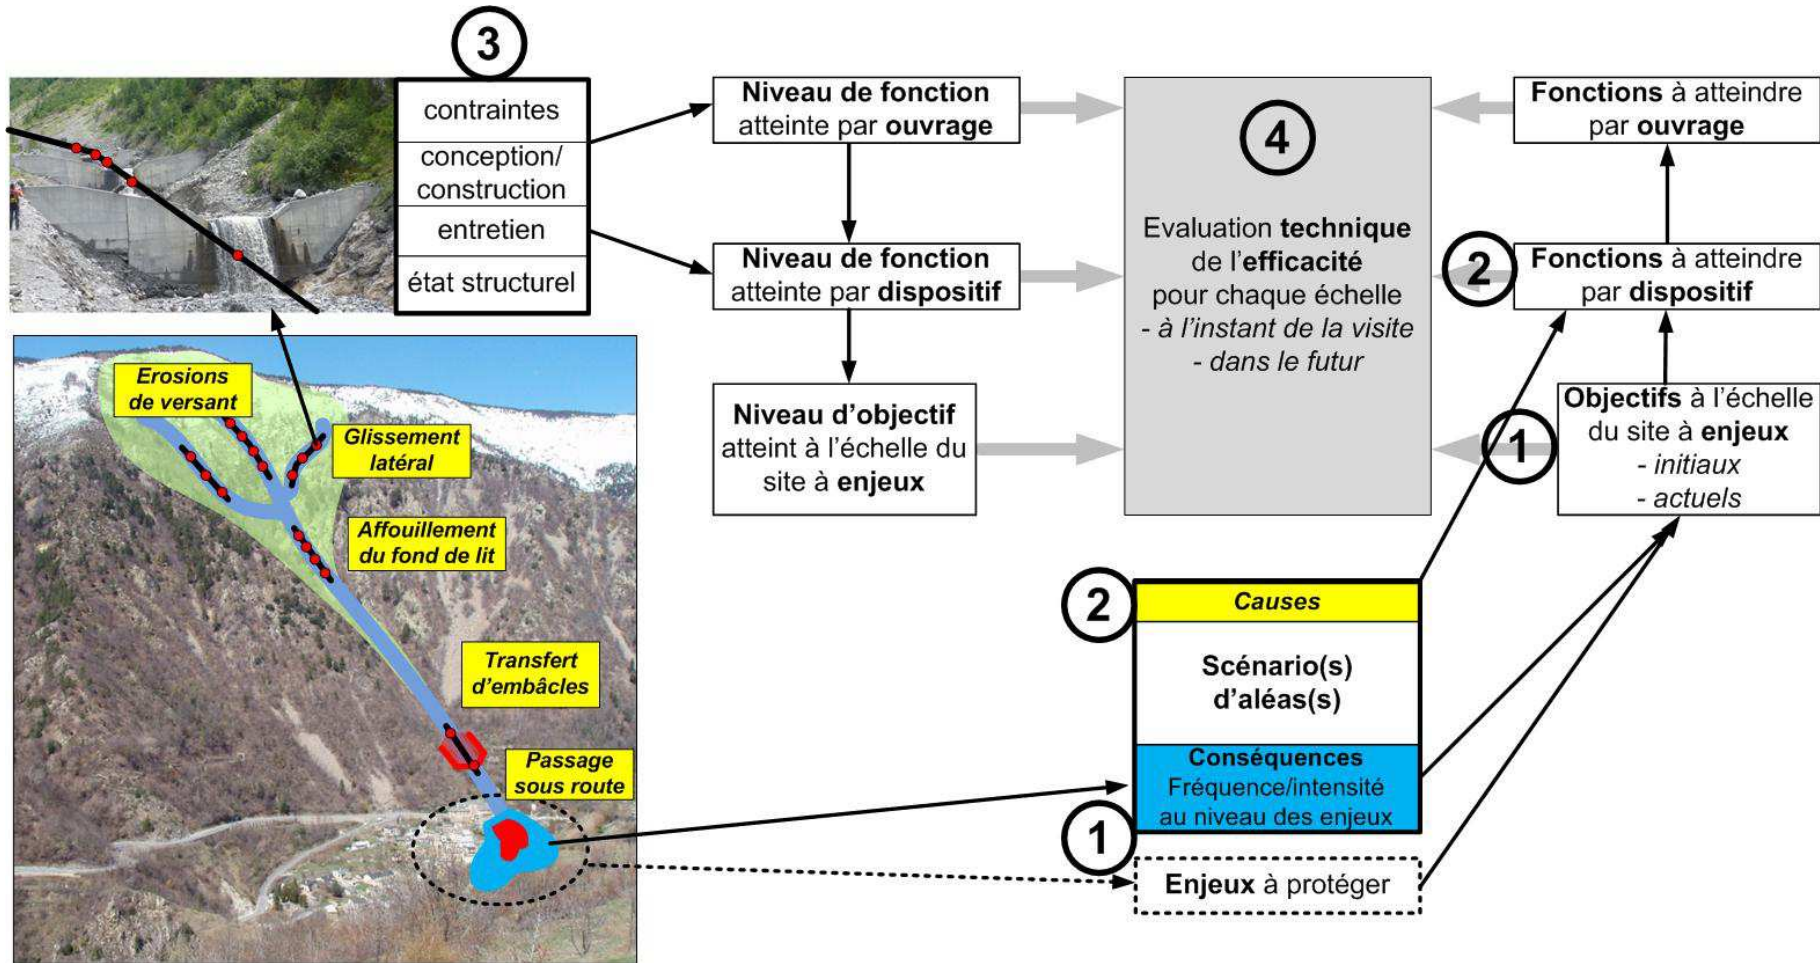 3
contraintes
conception/
construction
entretien
état structurel
Niveau de fonction
atteinte par ouvrage
Niveau de fonction
atteinte par dispositif
Niveau d'objectif
atteint à l'échelle du
site à enjeux
4
Evaluation technique
de l'efficacité
pour chaque échelle
- à l'instant de la visite
- dans le futur
Fonctions à atteindre
par ouvrage
2
Fonctions à atteindre
par dispositif
1
Objectifs à l'échelle
du site à enjeux
- initiaux
- actuels
Erosions
de versant
Glissement
latéral
Affouillement
du fond de lit
Transfert
d'embâcles
Passage
sous route
2
Causes
Scénario(s)
d'aléas(s)
Conséquences
Fréquence/intensité
au niveau des enjeux
1
Enjeux à protéger